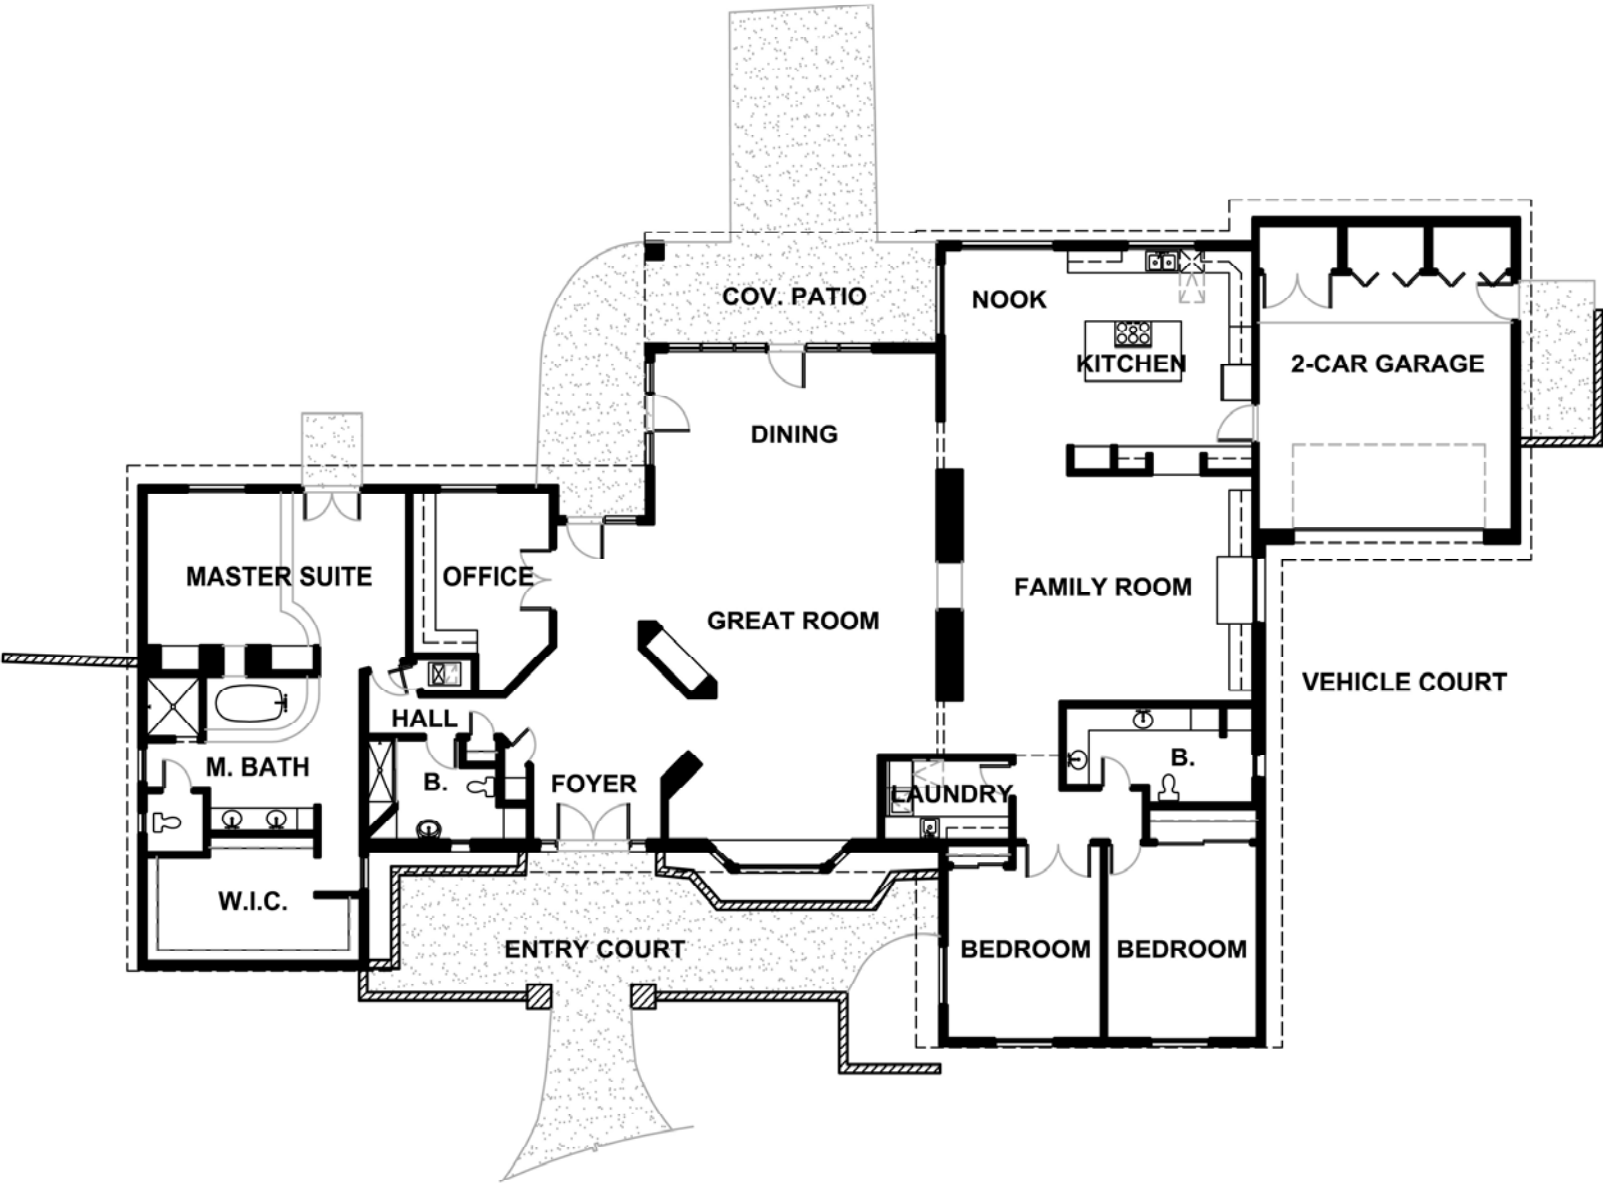 COV. PATIO
NOOK
KITCHEN
2-CAR GARAGE
DINING
MASTER SUITE
OFFICE
FAMILY ROOM
GREAT ROOM
VEHICLE COURT
HALL
M. BATH
B.
FOYER
B.
LAUNDRY
W.I.C.
ENTRY COURT
BEDROOM
BEDROOM